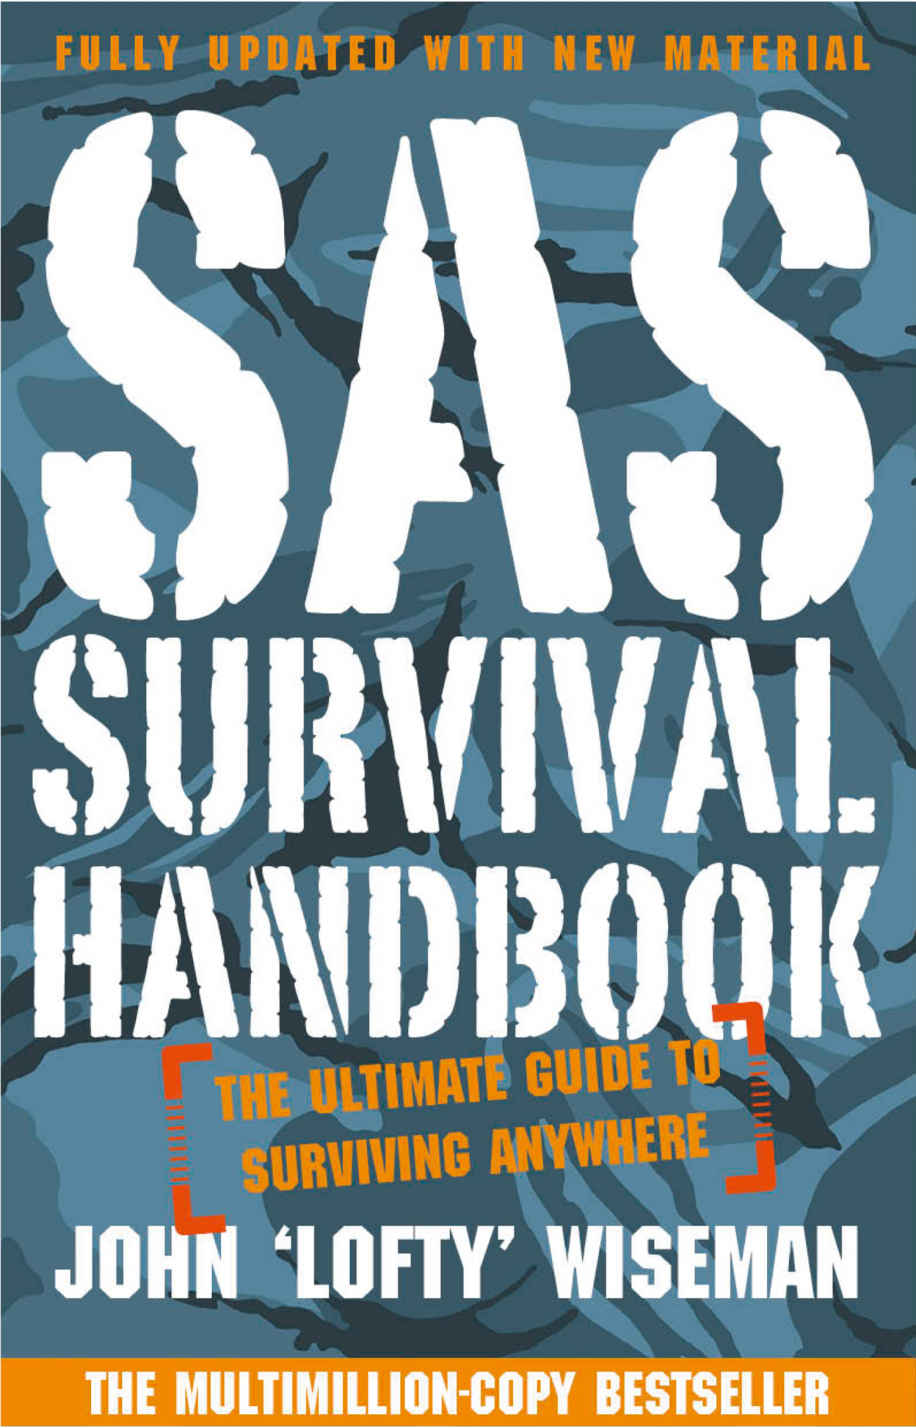 FULLY UPDATED WITH NEW MATERIAL
SAS
SURVIVAL
HANDBOOK
THE ULTIMATE GUIDE TO
SURVIVING ANYWHERE
JOHN ‘LOFTY’ WISEMAN
THE MULTIMILLION-COPY BESTSELLER